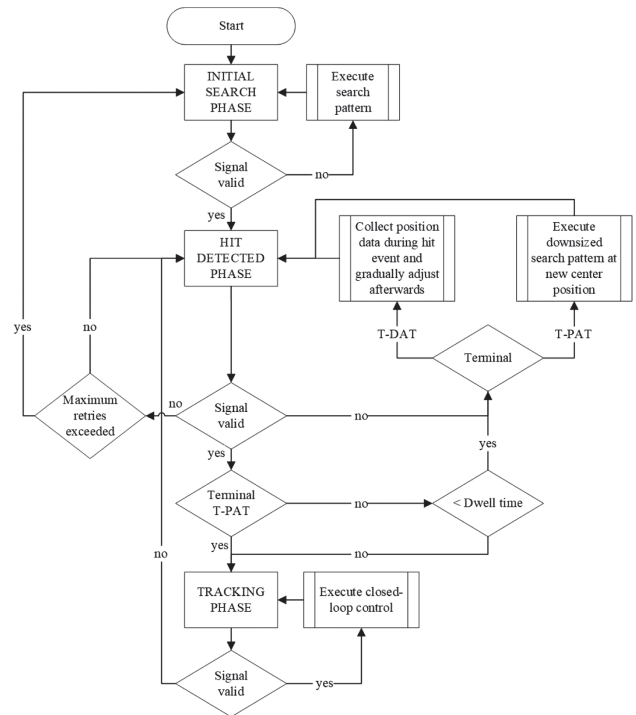 Start
INITIAL
SEARCH
PHASE
Execute
search
pattern
Signal
valid
no
yes
HIT
DETECTED
PHASE
Collect position
data during hit
event and
gradually adjust
afterwards
Execute
downsized
search pattern at
new center
position
yes
no
T-DAT
T-PAT
Terminal
Maximum
retries
exceeded
no
Signal
valid
no
yes
yes
Terminal
T-PAT
no
< Dwell time
yes
no
no
TRACKING
PHASE
Execute closed-
loop control
Signal
valid
yes